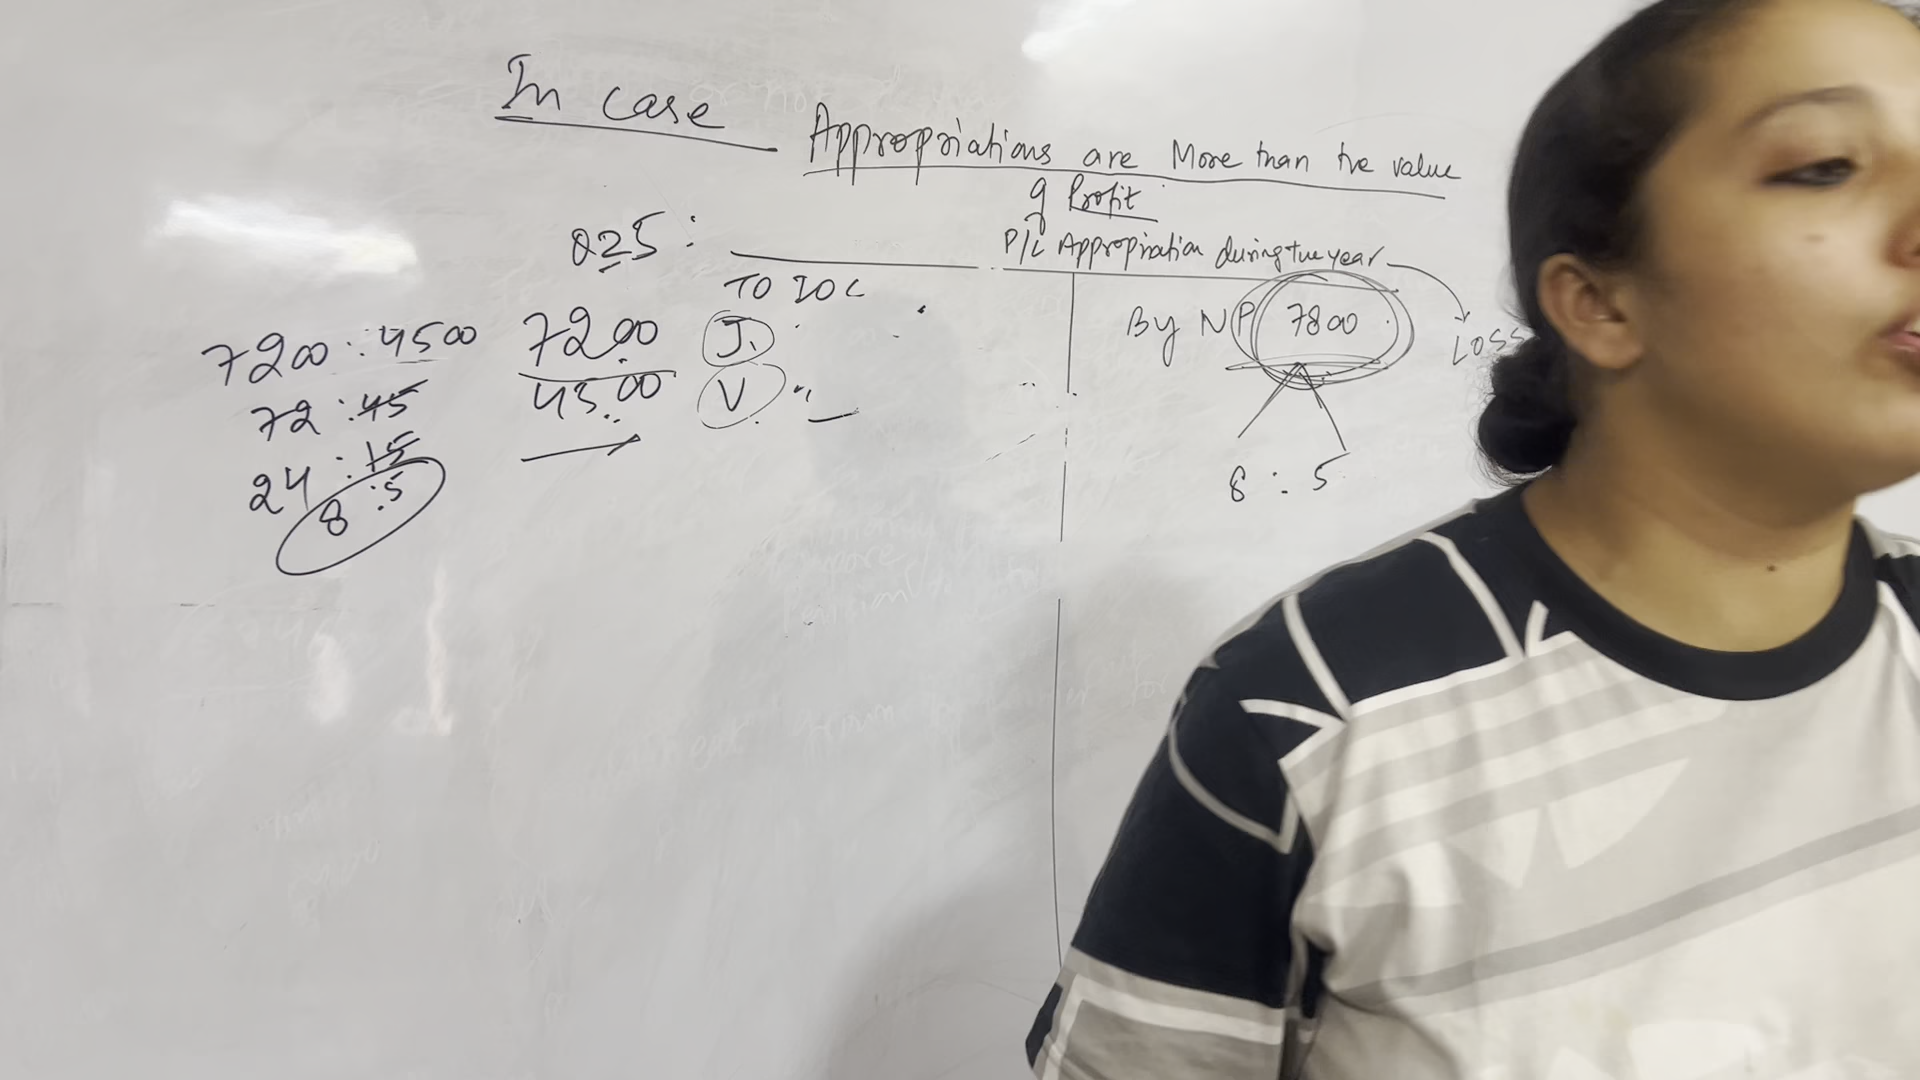 In case
Appropriations are More than the value
of Profit
Q25:
P/L Appropriation during the year
Loss
TO IOC
7200 J.
4500 V
By NP 7800
8 : 5
7200 : 4500
72 : 45
24 : 15
8 : 5